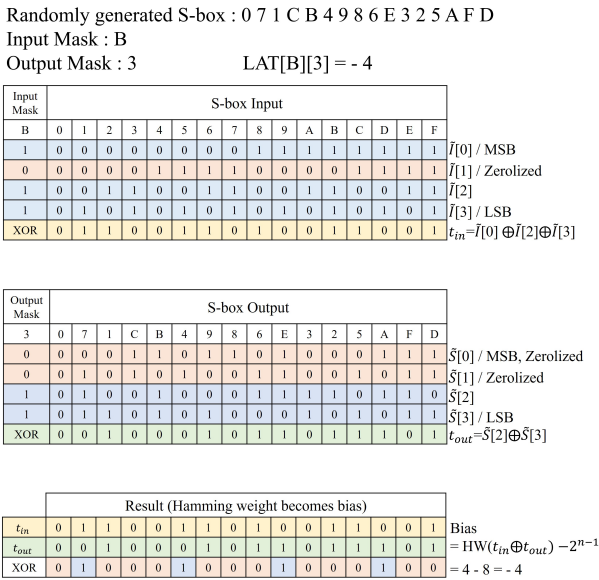 Randomly generated S-box : 0 7 1 C B 4 9 8 6 E 3 2 5 A F D
Input Mask : B
Output Mask : 3 LAT[B][3] = - 4
Input Mask S-box Input
B 0 1 2 3 4 5 6 7 8 9 A B C D E F
1 0 0 0 0 0 0 0 0 1 1 1 1 1 1 1 1 Ĩ[0] / MSB
0 0 0 0 0 1 1 1 1 0 0 0 0 1 1 1 1 Ĩ[1] / Zerolized
1 0 0 1 1 0 0 1 1 0 0 1 1 0 0 1 1 Ĩ[2]
1 0 1 0 1 0 1 0 1 0 1 0 1 0 1 0 1 Ĩ[3] / LSB
XOR 0 1 1 0 0 1 1 0 1 0 0 1 1 0 0 1 t_in=Ĩ[0]⊕Ĩ[2]⊕Ĩ[3]
Output Mask S-box Output
3 0 7 1 C B 4 9 8 6 E 3 2 5 A F D
0 0 0 0 1 1 0 1 1 0 1 0 0 0 1 1 1 S̃[0] / MSB, Zerolized
0 0 1 0 1 0 1 0 0 1 1 0 0 1 0 1 1 S̃[1] / Zerolized
1 0 1 0 0 1 0 0 0 1 1 1 1 0 1 1 0 S̃[2]
1 0 1 1 0 1 0 1 0 0 0 1 0 1 0 1 1 S̃[3] / LSB
XOR 0 0 1 0 0 0 1 0 1 1 0 1 1 1 0 1 t_out=S̃[2]⊕S̃[3]
Result (Hamming weight becomes bias)
t_in 0 1 1 0 0 1 1 0 1 0 0 1 1 0 0 1 Bias
t_out 0 0 1 0 0 0 1 0 1 1 0 1 1 1 0 1 = HW(t_in⊕t_out) −2^{n−1}
XOR 0 1 0 0 0 1 0 0 0 1 0 0 0 1 0 0 = 4 - 8 = - 4